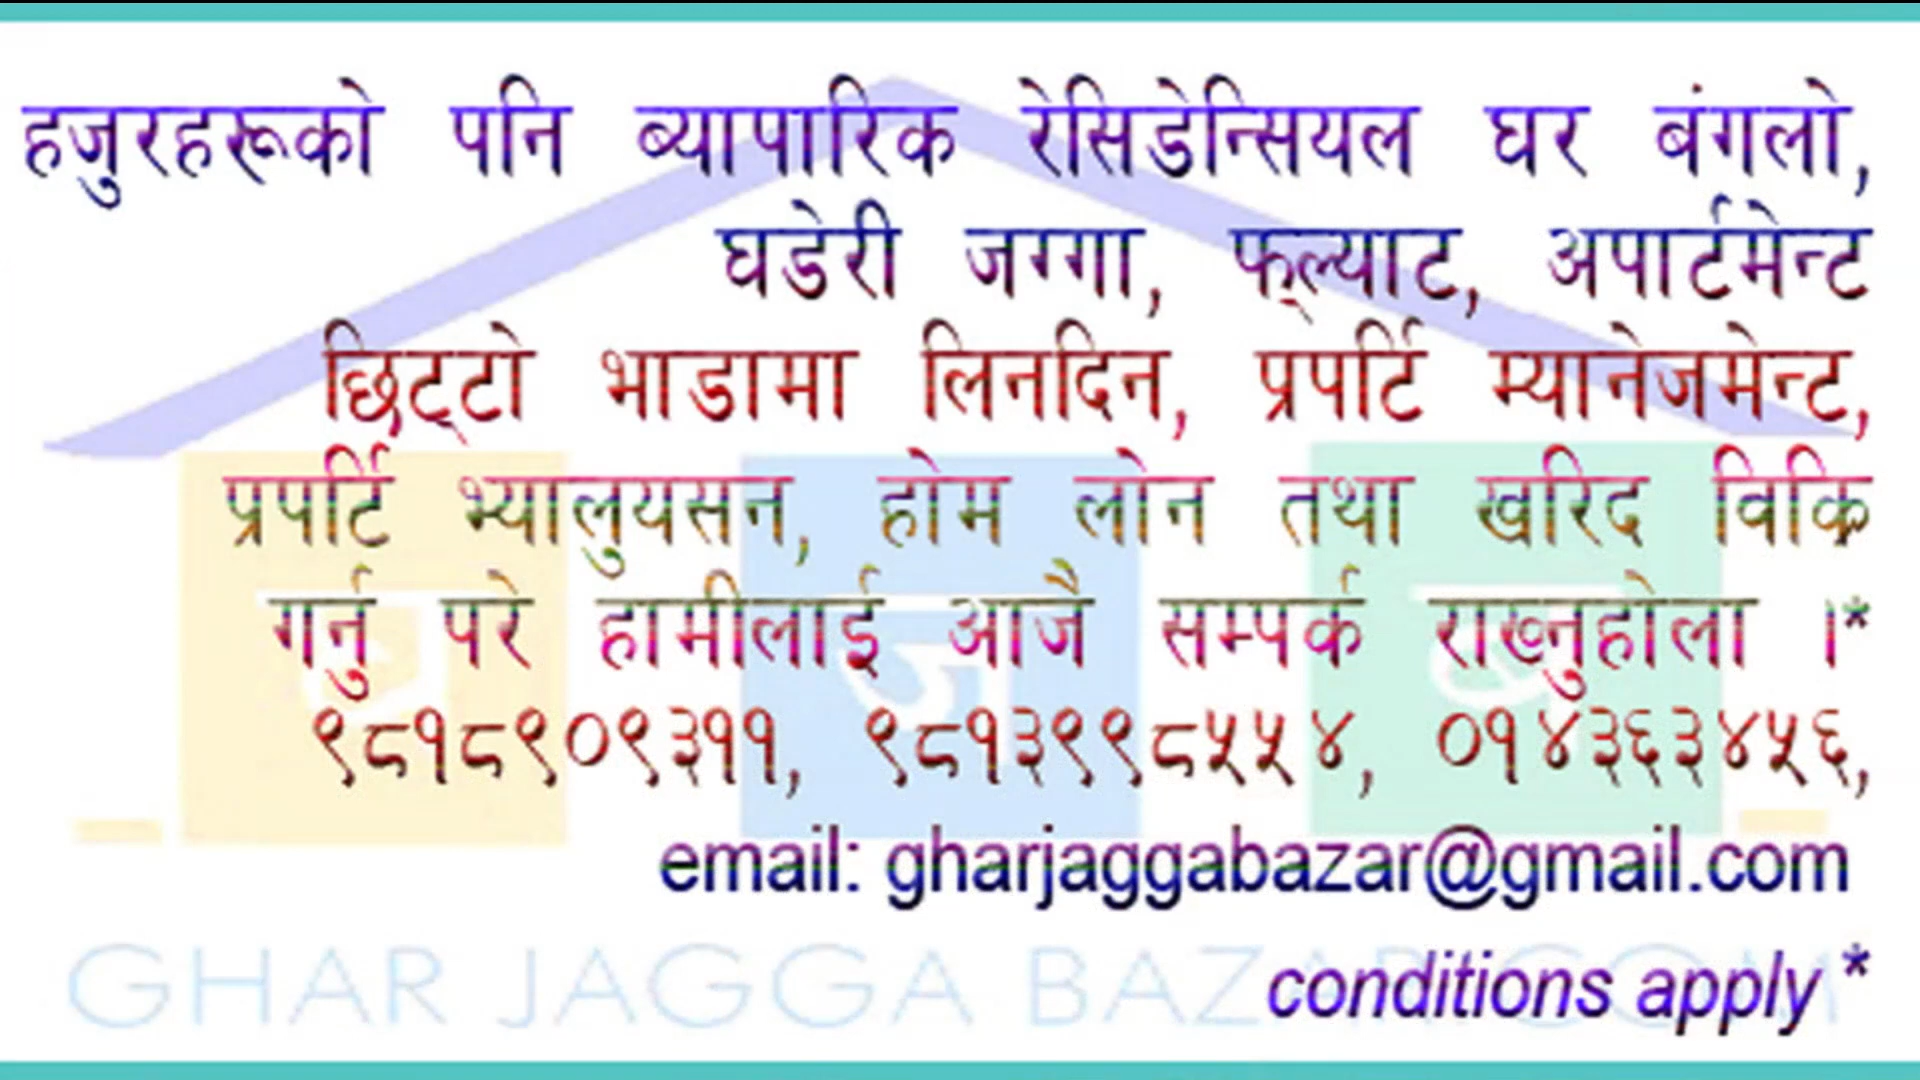 हजुरहरूको पनि ब्यापारिक रेसिडेन्सियल घर बंगलो,
घडेरी जग्गा, फ्ल्याट, अपार्टमेन्ट
छिट्टो भाडामा लिनदिन, प्रपर्टि म्यानेजमेन्ट,
प्रपर्टि भ्यालुयसन, होम लोन तथा खरिद विक्रि
गर्नु परे हामीलाई आजै सम्पर्क राख्नुहोला ।*
९८१८९०९३११, ९८१३९९८५५४, ०१४३६३४५६,
email: gharjaggabazar@gmail.com
conditions apply *
घ ज ब
GHAR JAGGA BAZAR.COM